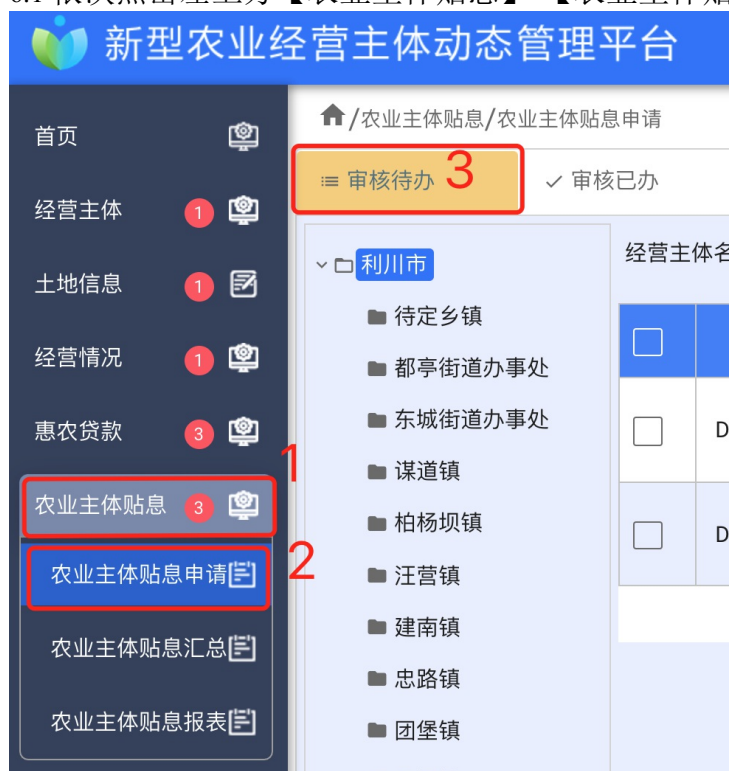 新型农业经营主体动态管理平台
首页
经营主体 1
土地信息 1
经营情况 1
惠农贷款 3
农业主体贴息 3
1
农业主体贴息申请
2
农业主体贴息汇总
农业主体贴息报表
/农业主体贴息/农业主体贴息申请
审核待办 3
审核已办
利川市
待定乡镇
都亭街道办事处
东城街道办事处
谋道镇
柏杨坝镇
汪营镇
建南镇
忠路镇
团堡镇
经营主体名
D
D